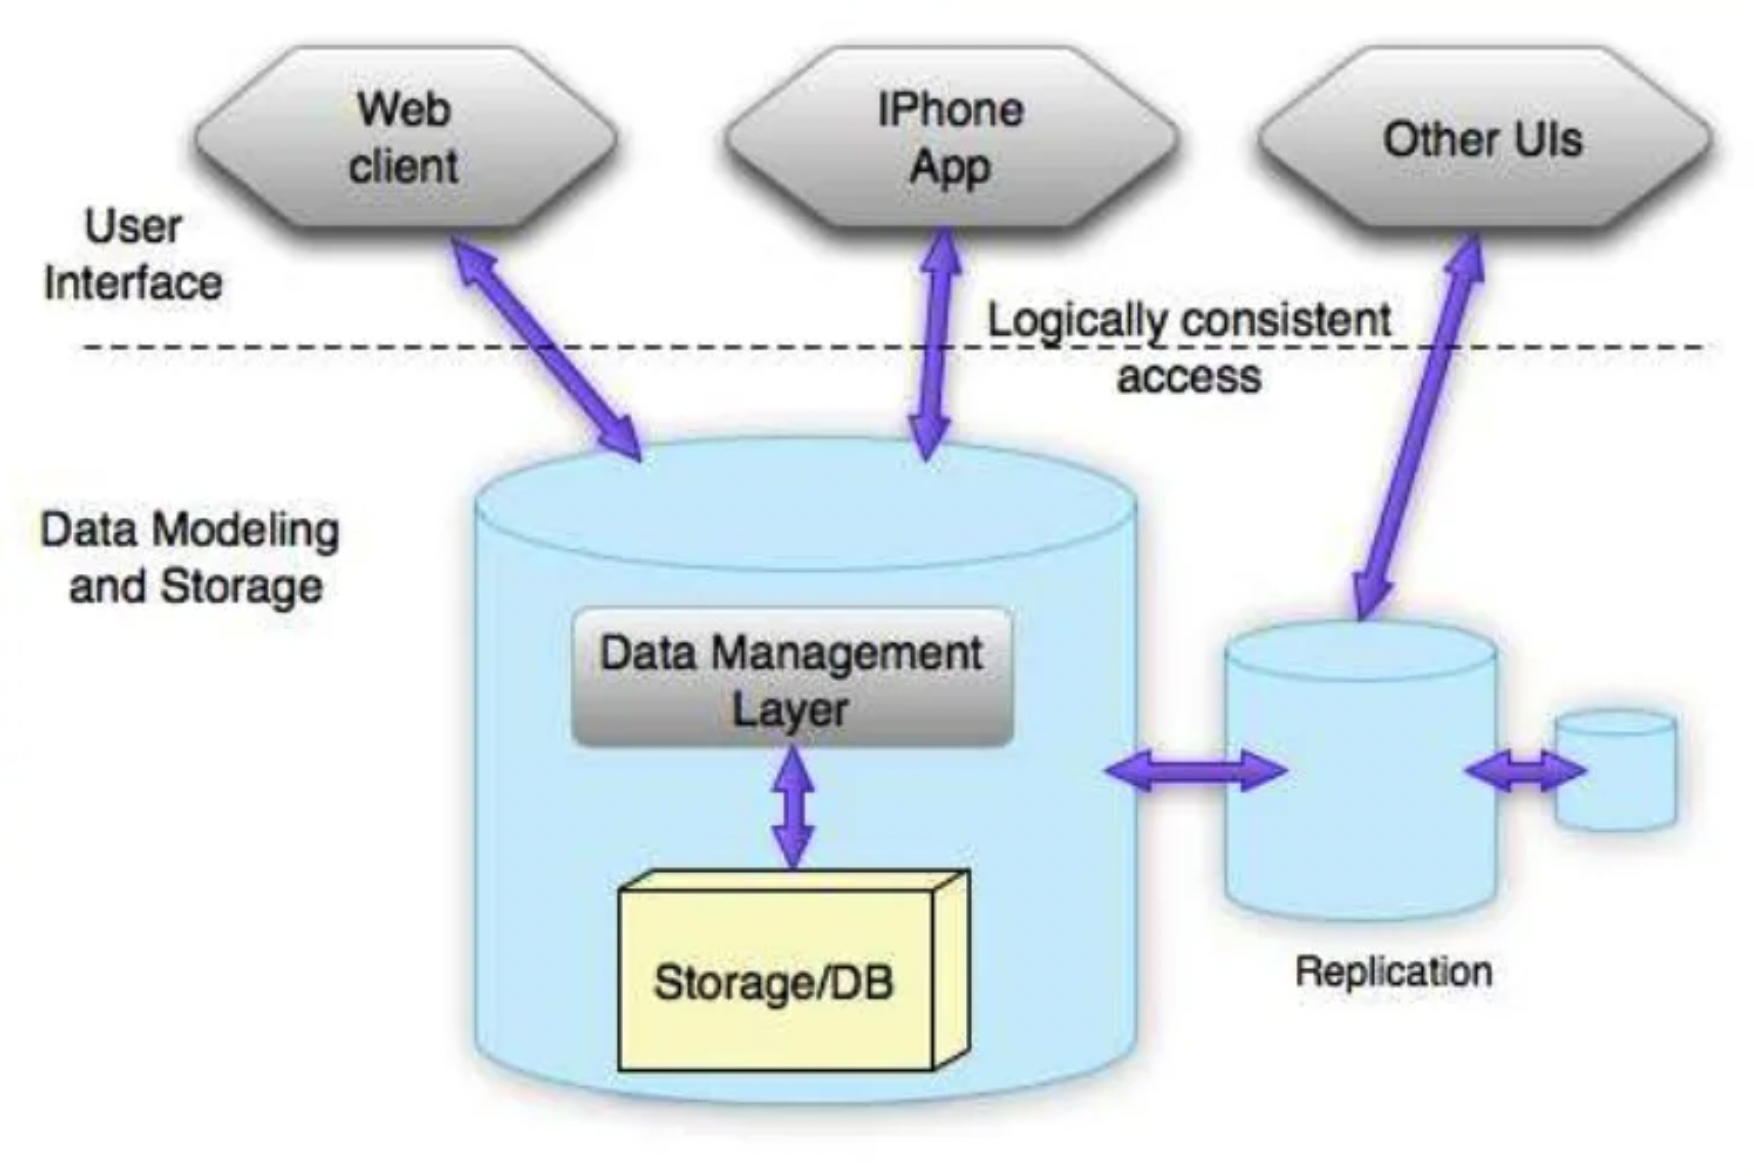 Web
client
IPhone
App
Other UIs
User
Interface
Logically consistent
access
Data Modeling
and Storage
Data Management
Layer
Storage/DB
Replication